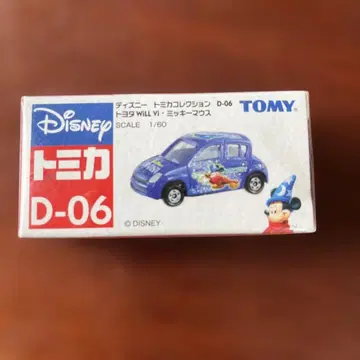 ディズニー トミカコレクション D-06
トヨタ WiLL Vi・ミッキーマウス
SCALE 1/60
TOMY
Disney
トミカ
D-06
© DISNEY